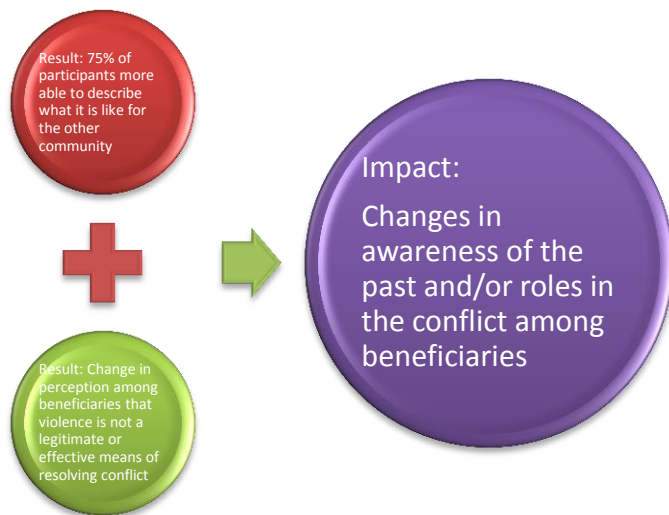 Result: 75% of
participants more
able to describe
what it is like for
the other
community
Result: Change in
perception among
beneficiaries that
violence is not a
legitimate or
effective means of
resolving conflict
Impact:
Changes in
awareness of the
past and/or roles in
the conflict among
beneficiaries